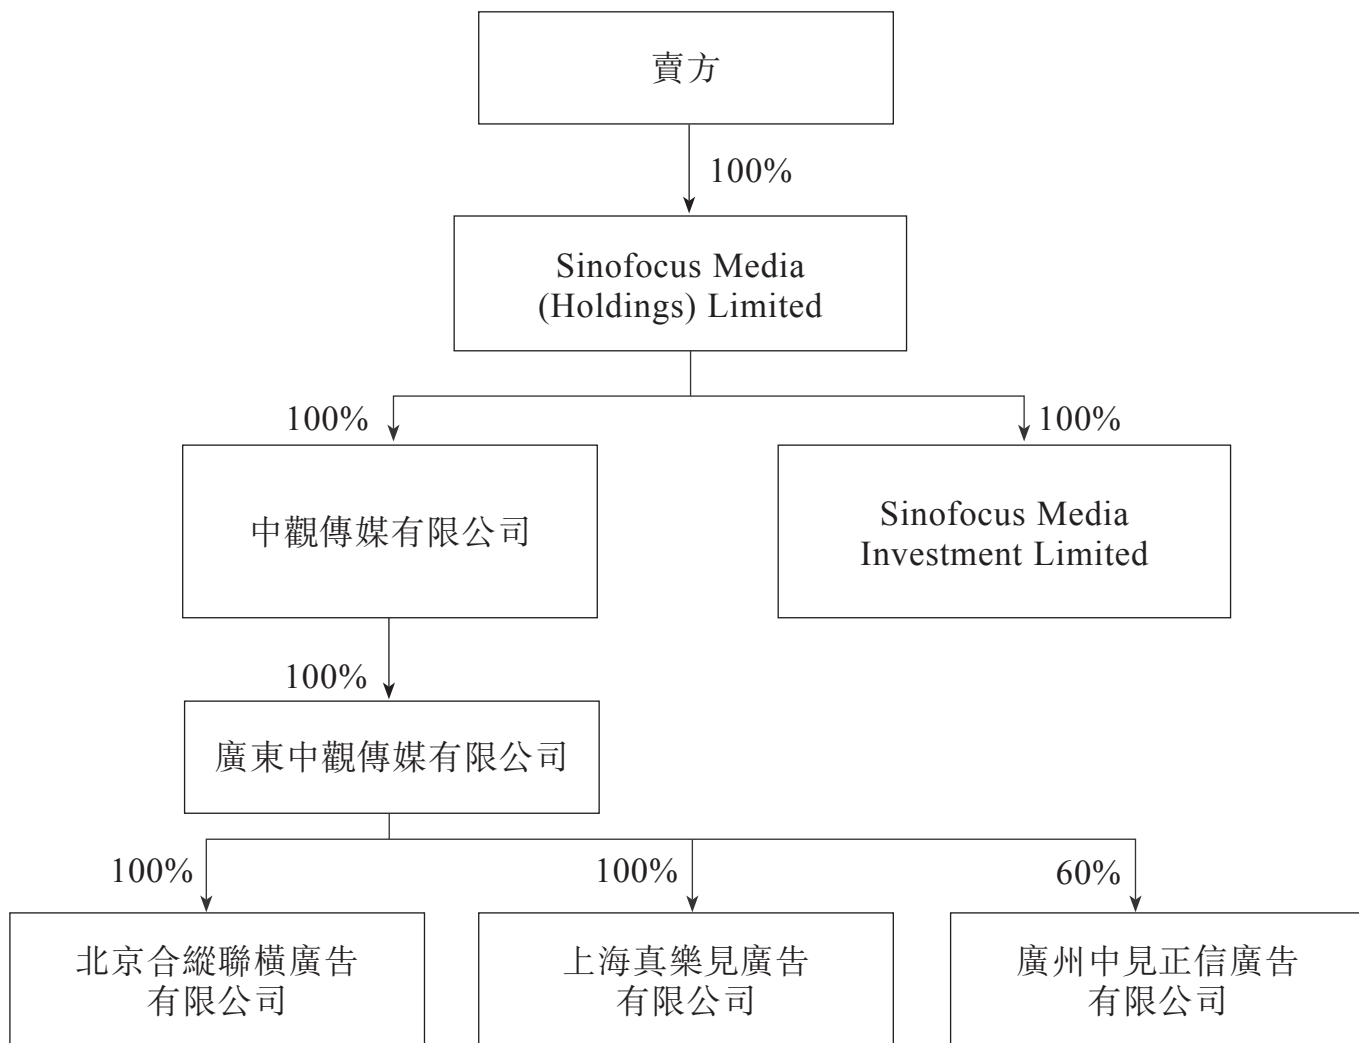 賣方
100%
Sinofocus Media
(Holdings) Limited
100%
100%
中觀傳媒有限公司
Sinofocus Media
Investment Limited
100%
廣東中觀傳媒有限公司
100%
100%
60%
北京合縱聯橫廣告
有限公司
上海真樂見廣告
有限公司
廣州中見正信廣告
有限公司